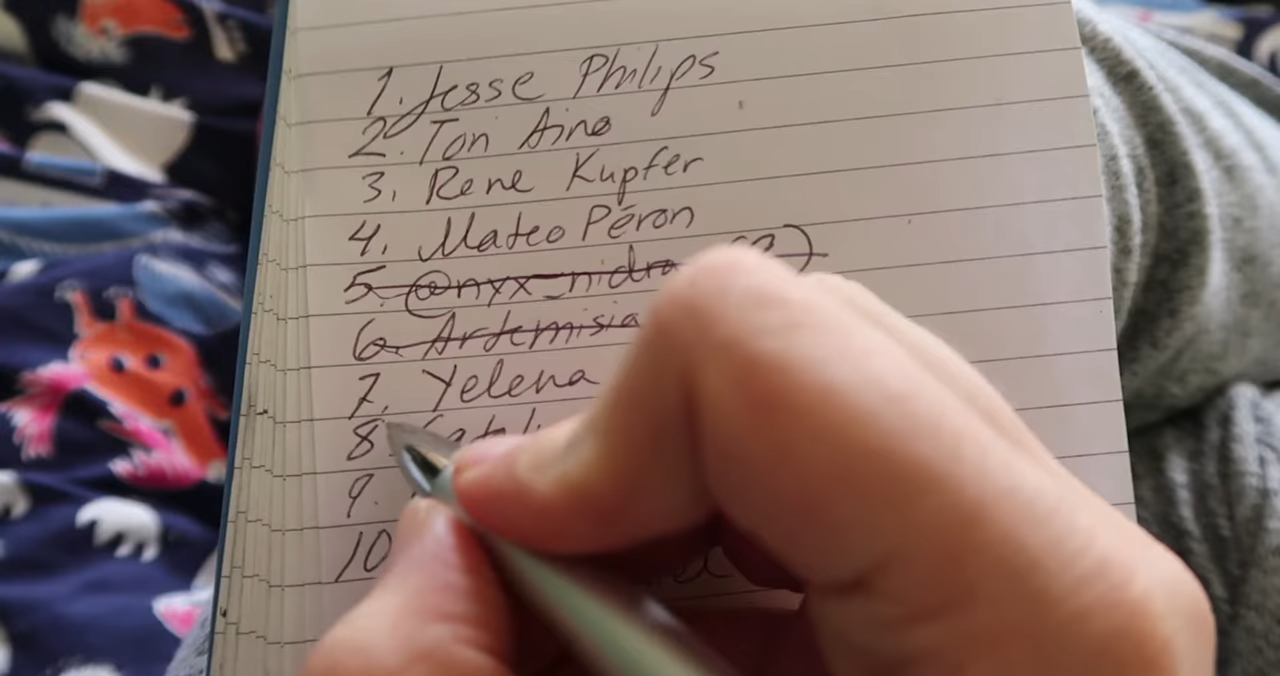 1. Jesse Philips
2. Ton Aino
3. Rene Kupfer
4. Mateo Péron
5. @nyx_nidra (?)
6. Artemisia
7. Yelena
8.
9.
10